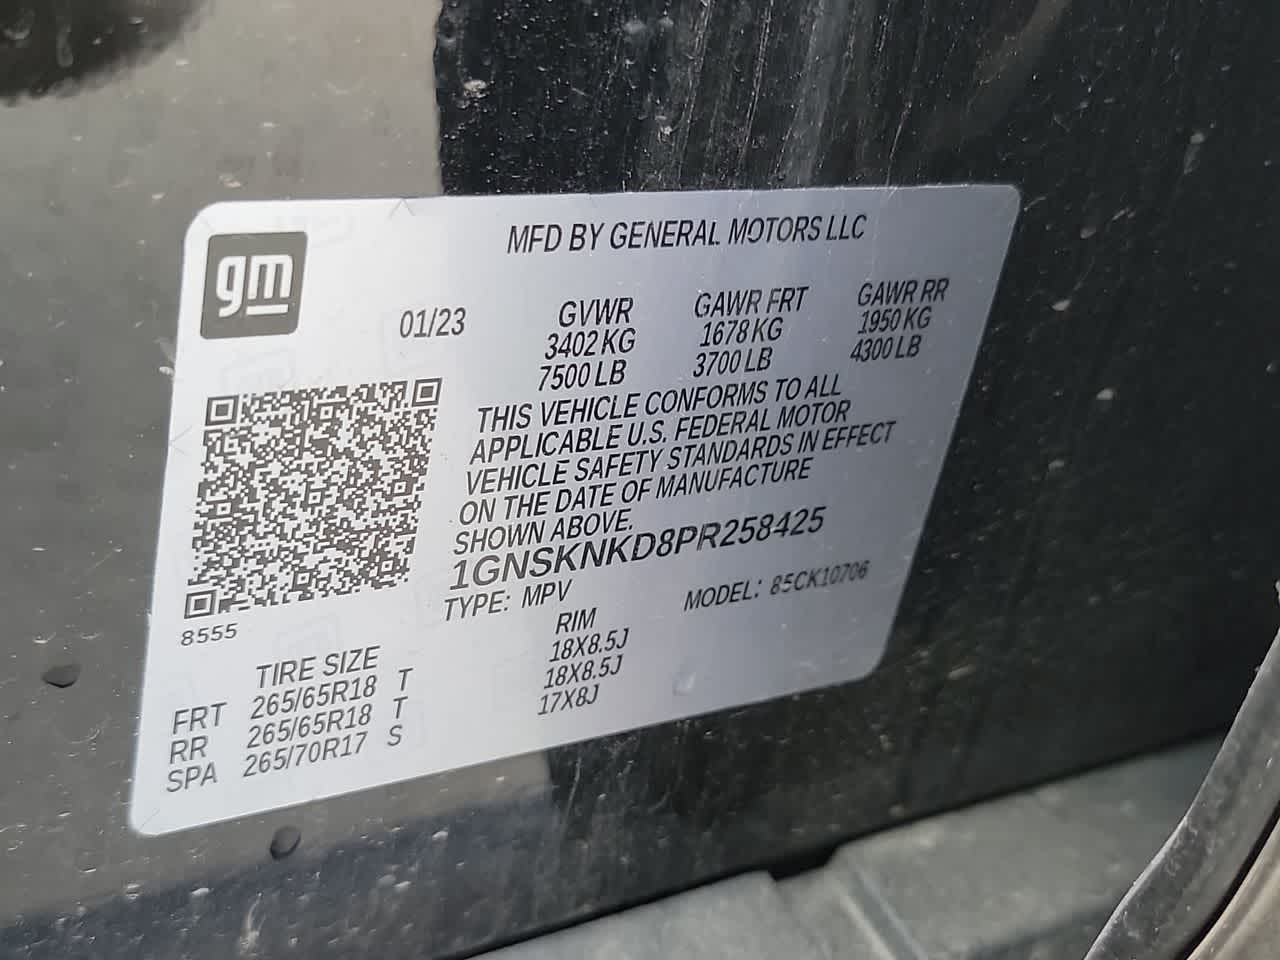 gm
MFD BY GENERAL MOTORS LLC
01/23
GVWR GAWR FRT GAWR RR
3402 KG 1678 KG 1950 KG
7500 LB 3700 LB 4300 LB
THIS VEHICLE CONFORMS TO ALL
APPLICABLE U.S. FEDERAL MOTOR
VEHICLE SAFETY STANDARDS IN EFFECT
ON THE DATE OF MANUFACTURE
SHOWN ABOVE.
1GNSKNKD8PR258425
TYPE: MPV MODEL: 85CK10706
8555
TIRE SIZE RIM
FRT 265/65R18 T 18X8.5J
RR 265/65R18 T 18X8.5J
SPA 265/70R17 S 17X8J